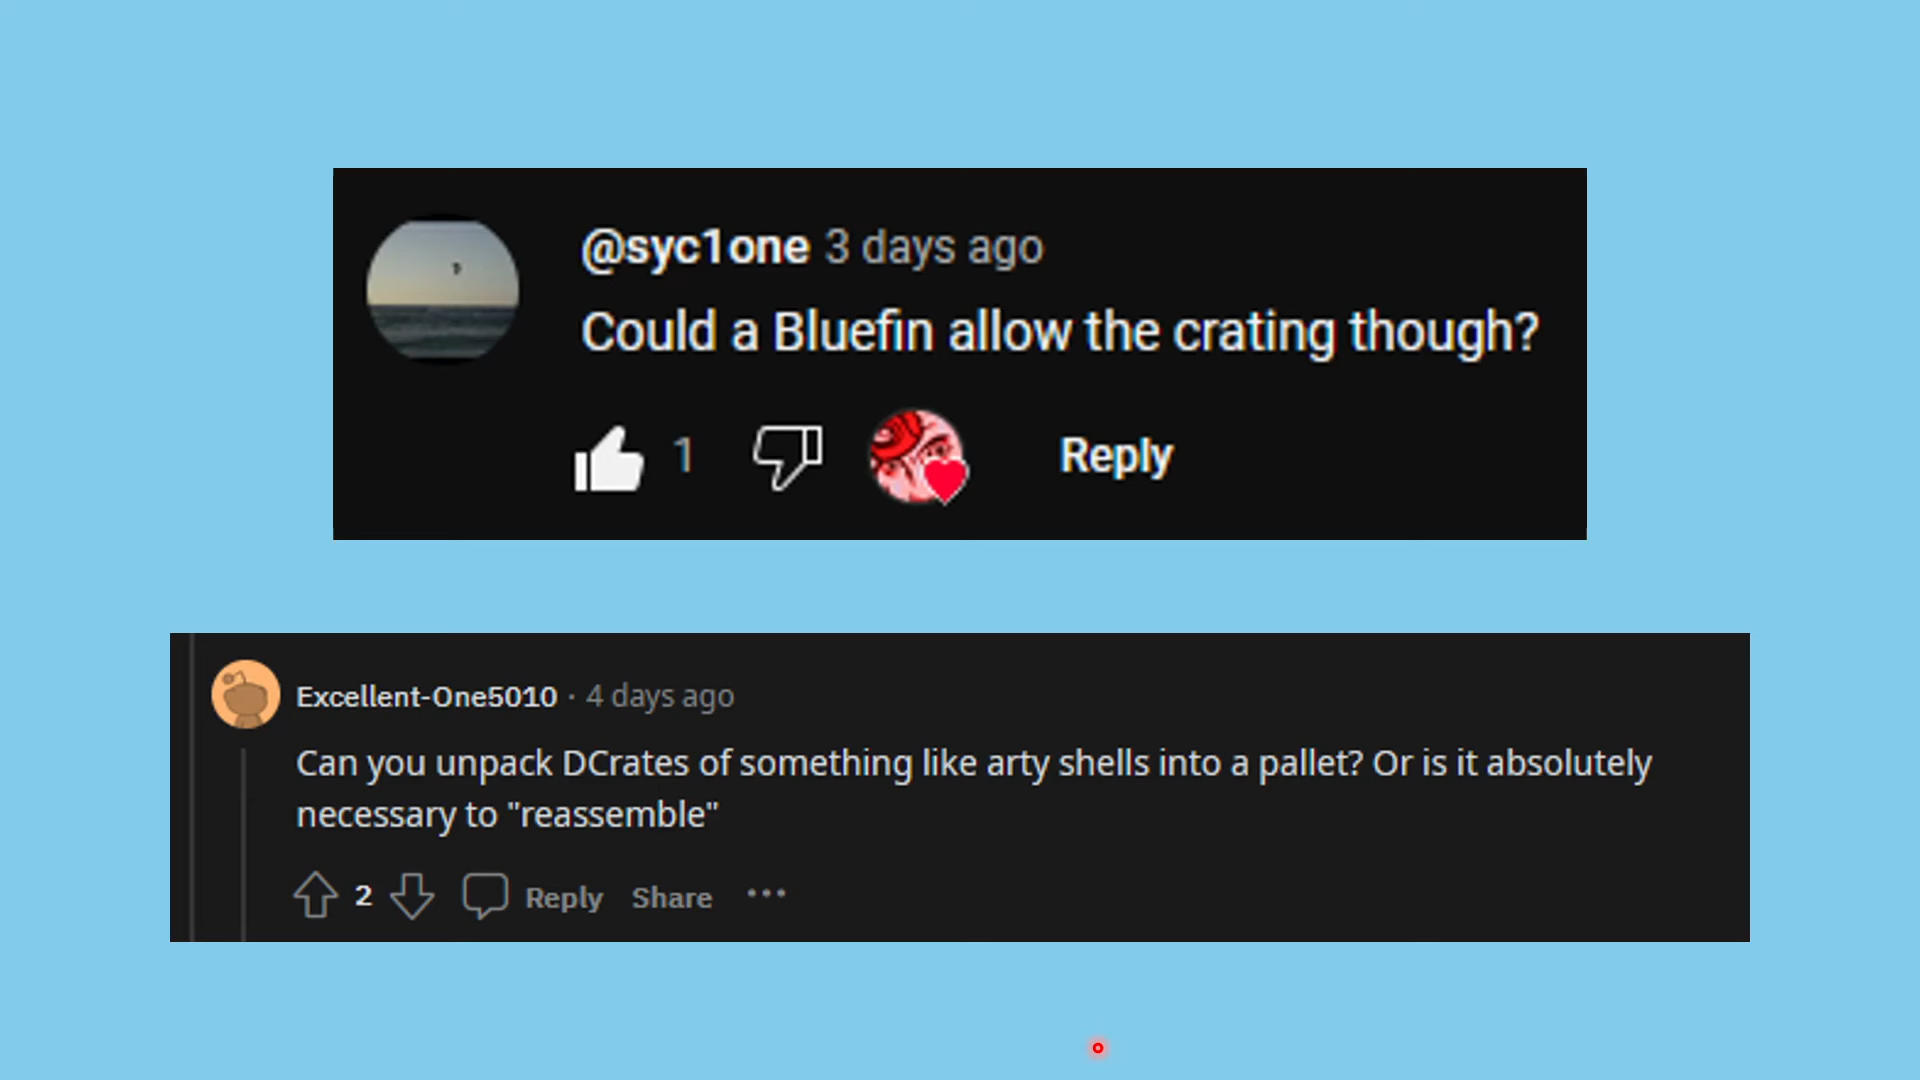 @syc1one 3 days ago
Could a Bluefin allow the crating though?
1
Reply
Excellent-One5010 · 4 days ago
Can you unpack DCrates of something like arty shells into a pallet? Or is it absolutely
necessary to "reassemble"
2 Reply Share ···